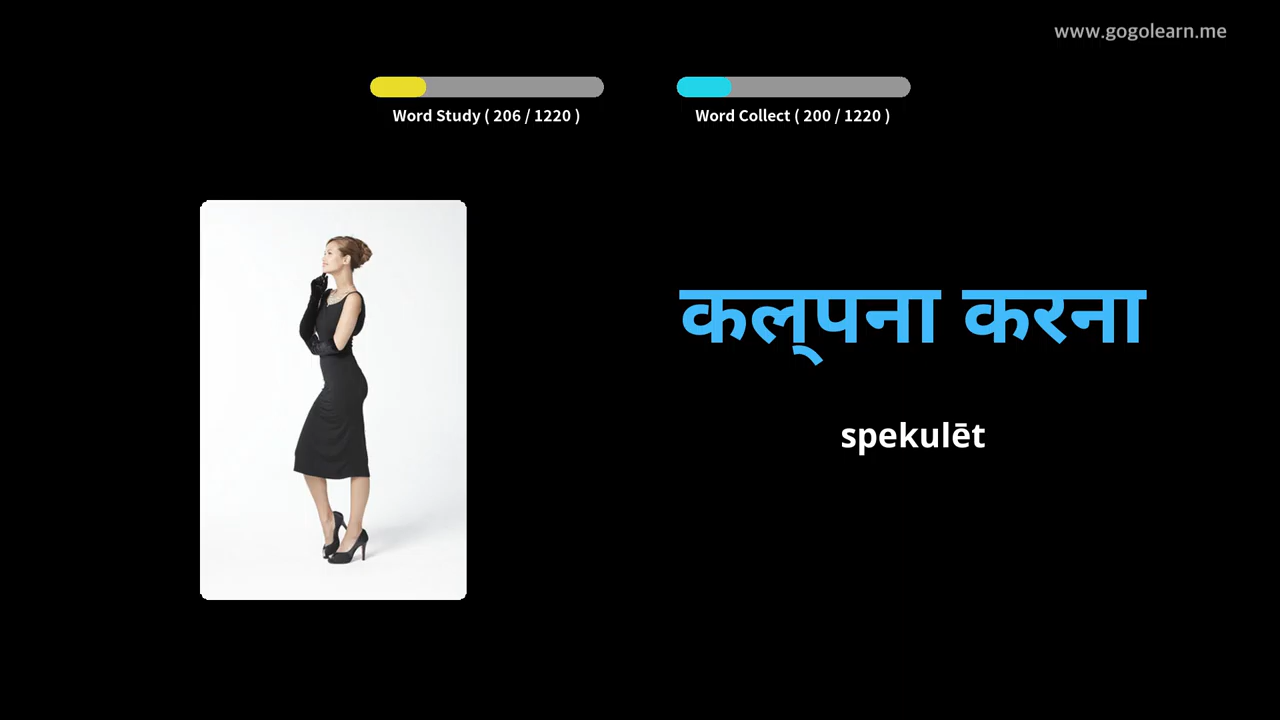 www.gogolearn.me
Word Study ( 206 / 1220 )
Word Collect ( 200 / 1220 )
कल्पना करना
spekulēt